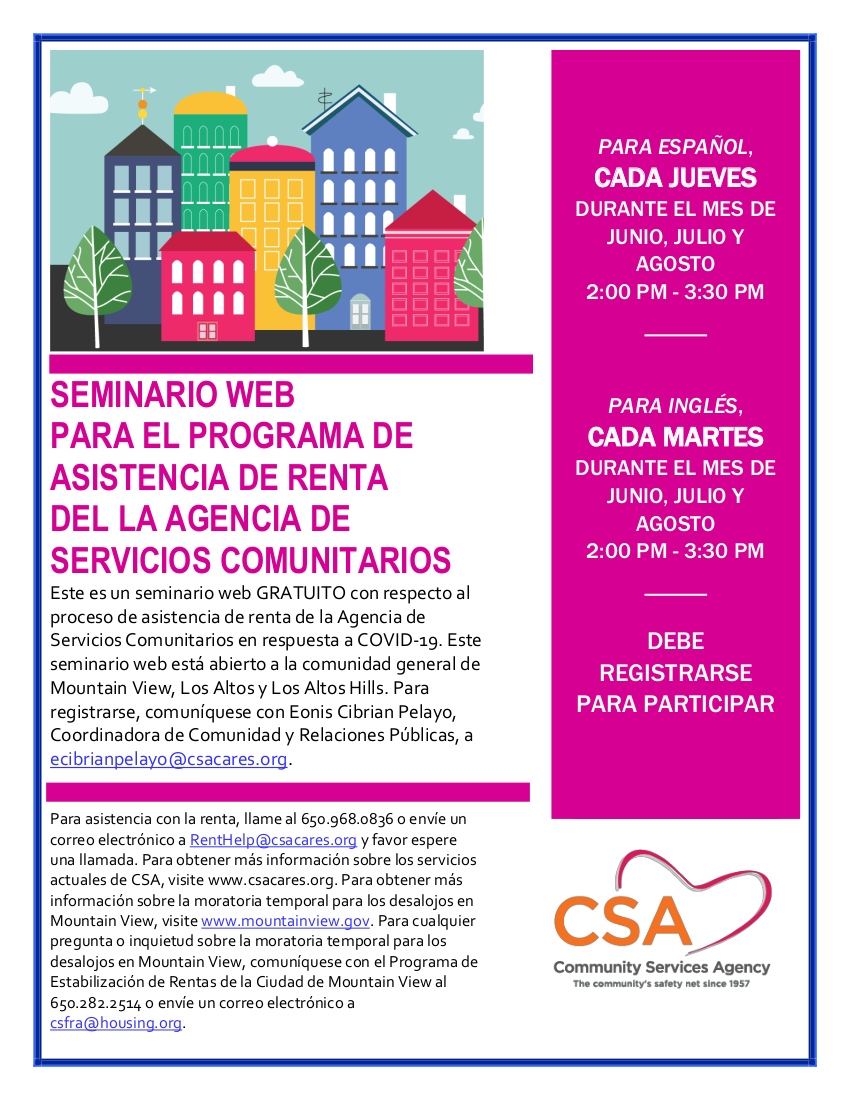 SEMINARIO WEB
PARA EL PROGRAMA DE
ASISTENCIA DE RENTA
DEL LA AGENCIA DE
SERVICIOS COMUNITARIOS
Este es un seminario web GRATUITO con respecto al
proceso de asistencia de renta de la Agencia de
Servicios Comunitarios en respuesta a COVID-19. Este
seminario web está abierto a la comunidad general de
Mountain View, Los Altos y Los Altos Hills. Para
registrarse, comuníquese con Eonis Cibrian Pelayo,
Coordinadora de Comunidad y Relaciones Públicas, a
ecibrianpelayo@csacares.org.
Para asistencia con la renta, llame al 650.968.0836 o envíe un
correo electrónico a RentHelp@csacares.org y favor espere
una llamada. Para obtener más información sobre los servicios
actuales de CSA, visite www.csacares.org. Para obtener más
información sobre la moratoria temporal para los desalojos en
Mountain View, visite www.mountainview.gov. Para cualquier
pregunta o inquietud sobre la moratoria temporal para los
desalojos en Mountain View, comuníquese con el Programa de
Estabilización de Rentas de la Ciudad de Mountain View al
650.282.2514 o envíe un correo electrónico a
csfra@housing.org.
PARA ESPAÑOL,
CADA JUEVES
DURANTE EL MES DE
JUNIO, JULIO Y
AGOSTO
2:00 PM - 3:30 PM
PARA INGLÉS,
CADA MARTES
DURANTE EL MES DE
JUNIO, JULIO Y
AGOSTO
2:00 PM - 3:30 PM
DEBE
REGISTRARSE
PARA PARTICIPAR
CSA
Community Services Agency
The community's safety net since 1957